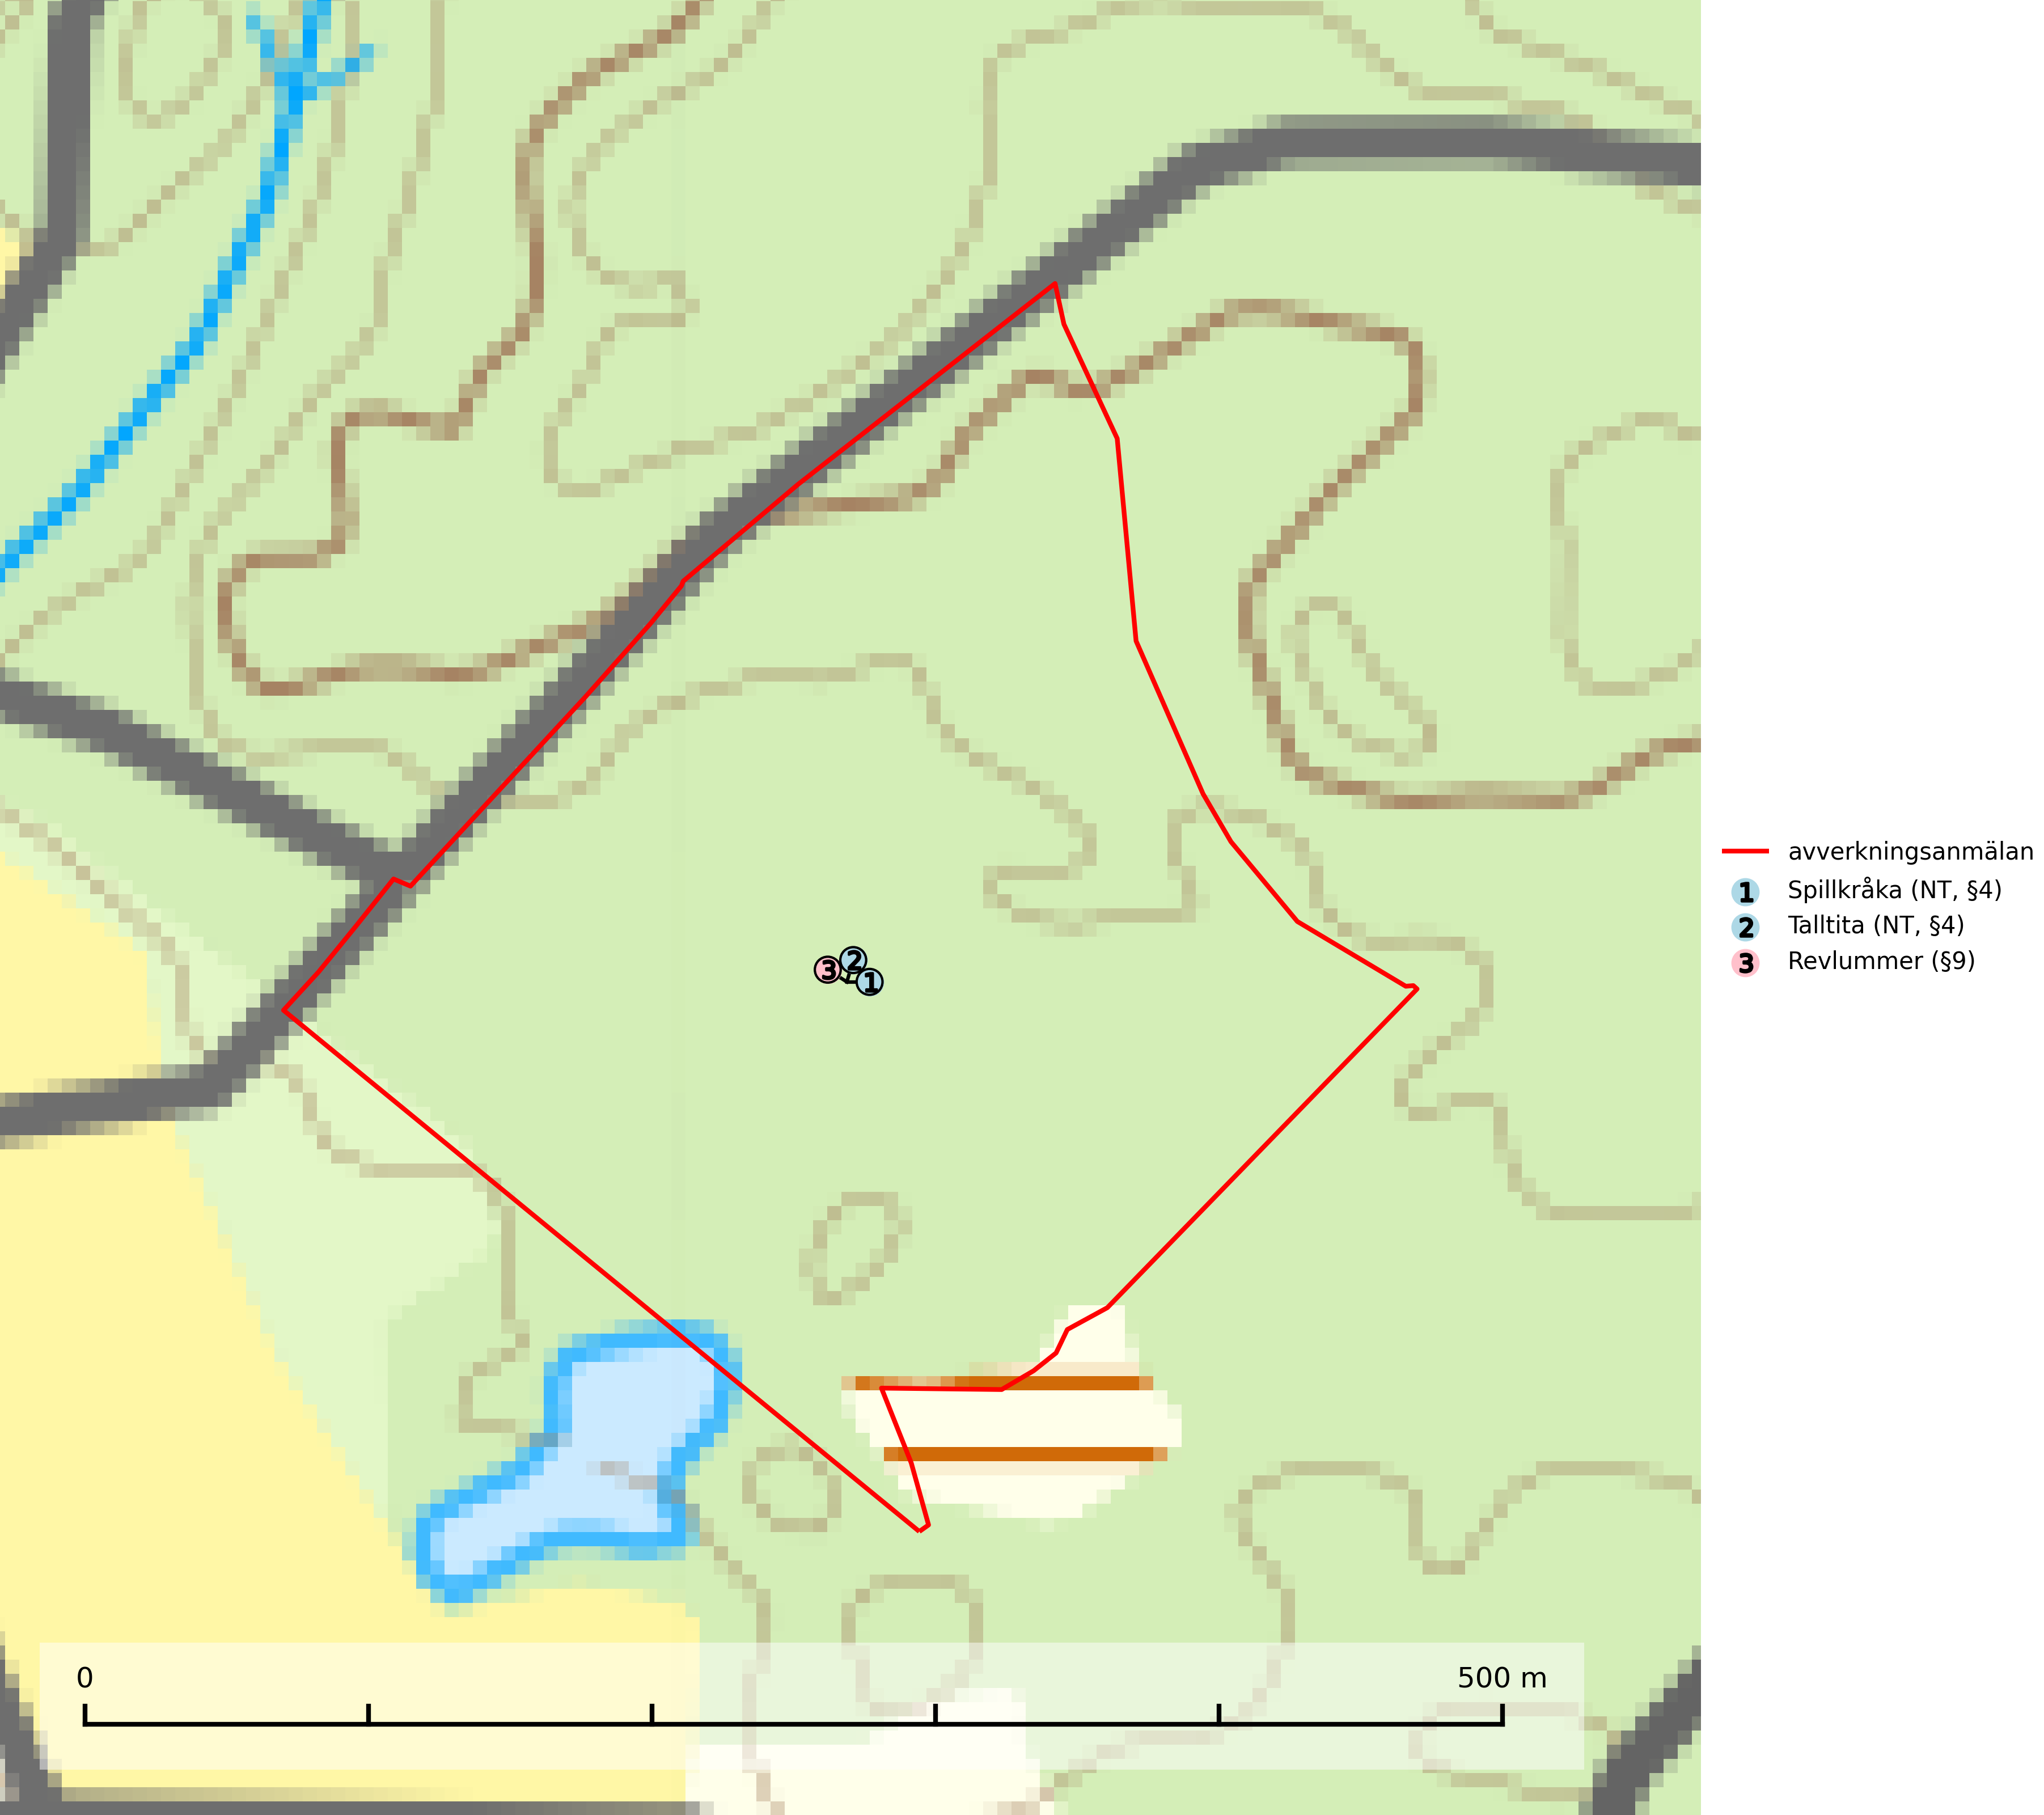 avverkningsanmälan
1 Spillkråka (NT, §4)
2 Talltita (NT, §4)
3 Revlummer (§9)
3 2 1
0 500 m